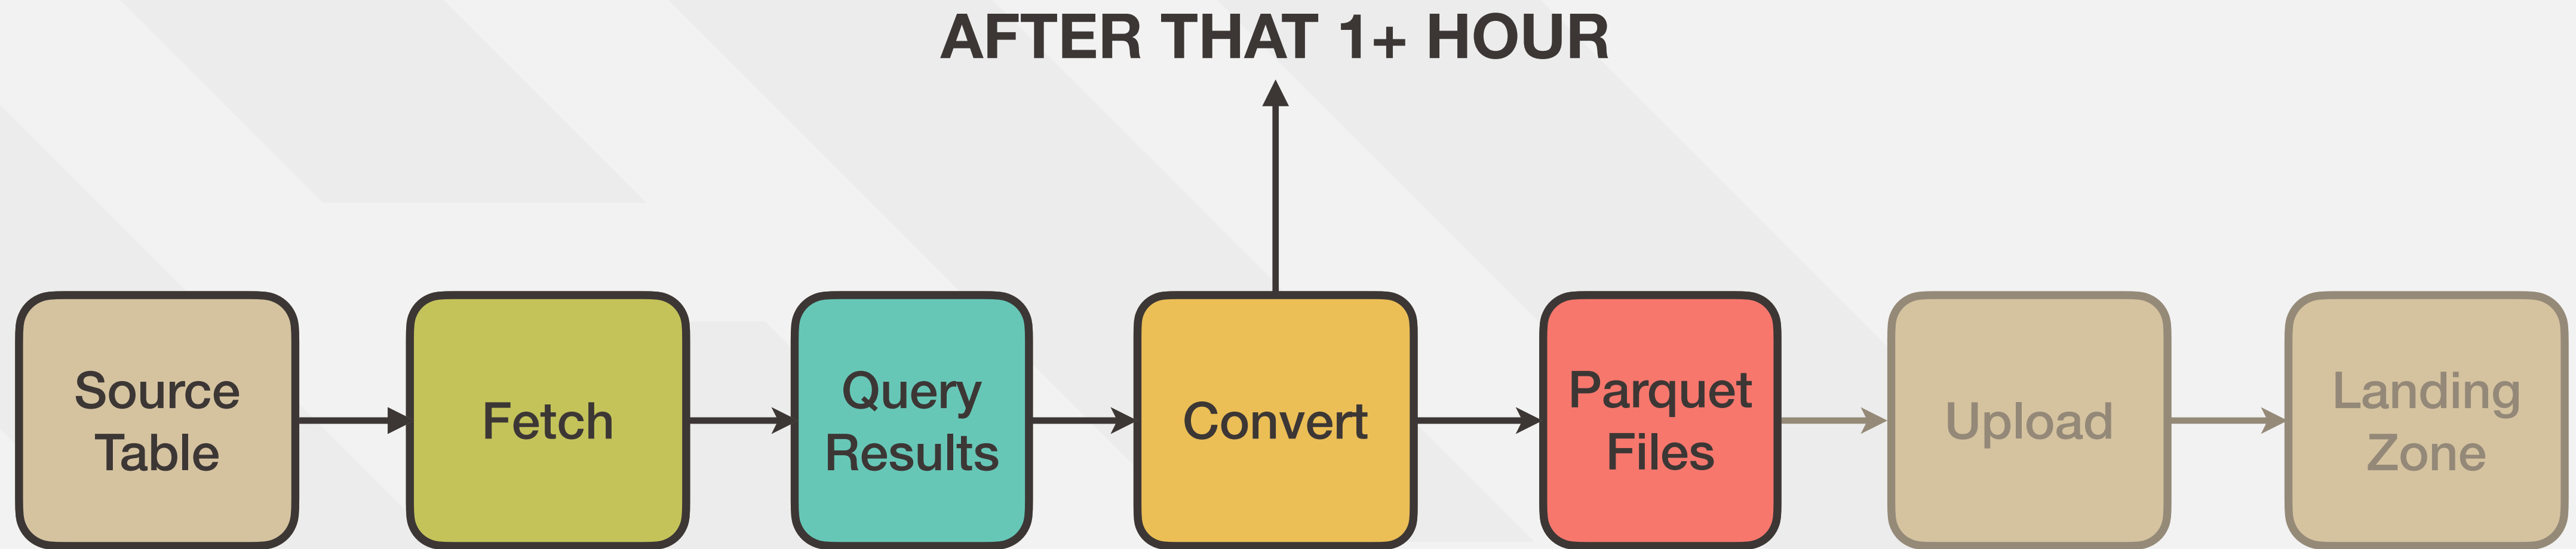 AFTER THAT 1+ HOUR
Source
Table
Fetch
Query
Results
Convert
Parquet
Files
Upload
Landing
Zone